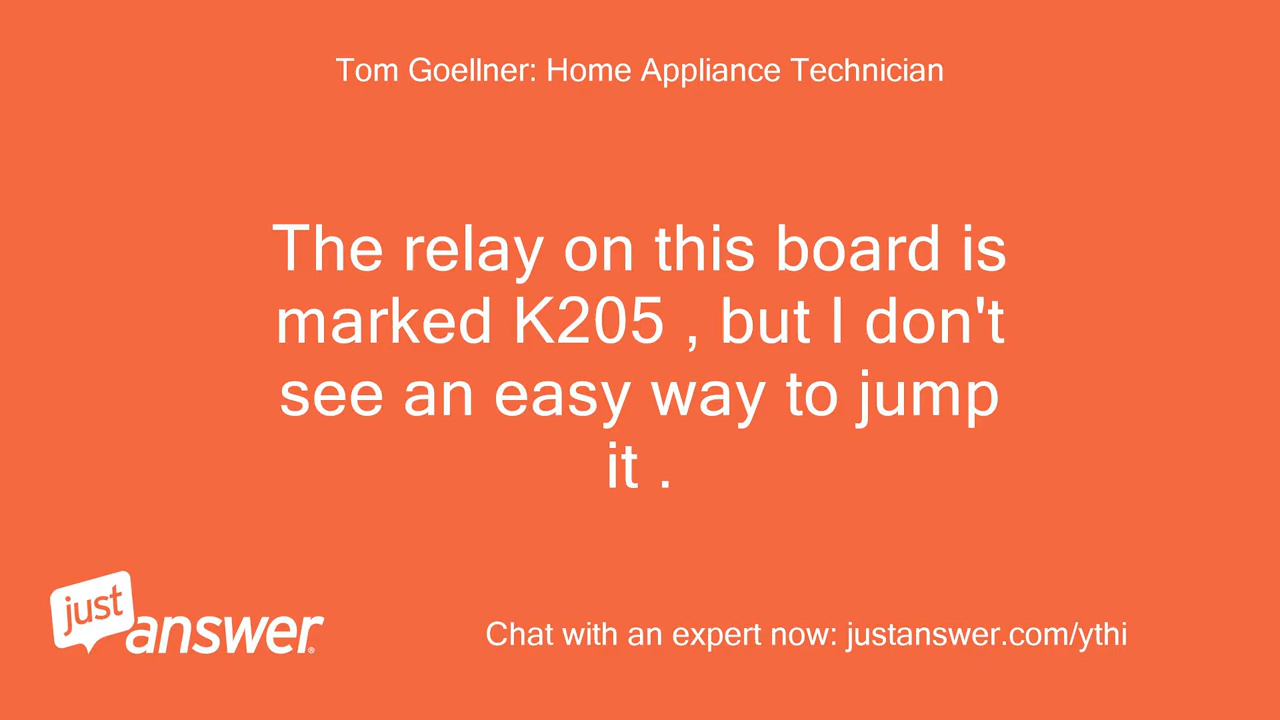 Tom Goellner: Home Appliance Technician
The relay on this board is
marked K205 , but I don't
see an easy way to jump
it .
just
answer®
Chat with an expert now: justanswer.com/ythi